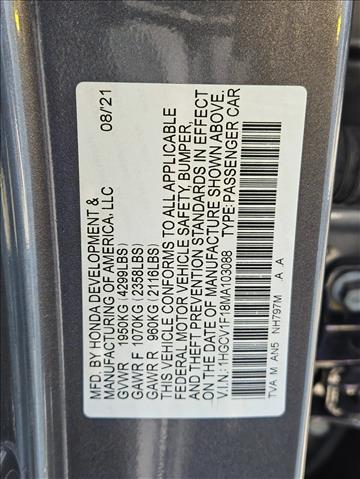 MFD. BY HONDA DEVELOPMENT & 08/'21
MANUFACTURING OF AMERICA, LLC
GVWR 1950KG (4299LBS)
GAWR F 1070KG (2358LBS)
GAWR R 960KG (2116LBS)
THIS VEHICLE CONFORMS TO ALL APPLICABLE
FEDERAL MOTOR VEHICLE SAFETY, BUMPER,
AND THEFT PREVENTION STANDARDS IN EFFECT
ON THE DATE OF MANUFACTURE SHOWN ABOVE.
V.I.N.: 1HGCV1F18MA103088 TYPE: PASSENGER CAR
TVA M AN5 NH797M .A .A